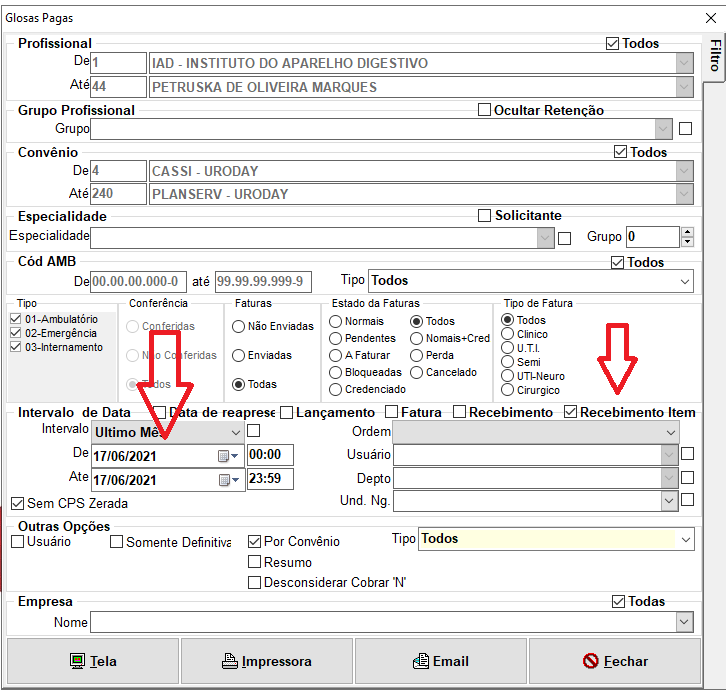 Glosas Pagas
Filtro
Profissional
Todos
De 1 IAD - INSTITUTO DO APARELHO DIGESTIVO
Até 44 PETRUSKA DE OLIVEIRA MARQUES
Grupo Profissional
Ocultar Retenção
Grupo
Convênio
Todos
De 4 CASSI - URODAY
Até 240 PLANSERV - URODAY
Especialidade
Solicitante
Especialidade
Grupo 0
Cód AMB
Todos
De 00.00.00.000-0 até 99.99.99.999-9
Tipo Todos
Tipo
01-Ambulatório
02-Emergência
03-Internamento
Conferência
Conferidas
Não Conferidas
Todos
Faturas
Não Enviadas
Enviadas
Todas
Estado da Faturas
Normais
Pendentes
A Faturar
Bloqueadas
Credenciado
Todos
Nomais+Cred
Perda
Cancelado
Tipo de Fatura
Todos
Clinico
U.T.I.
Semi
UTI-Neuro
Cirurgico
Intervalo de Data
Data de reaprese
Lançamento
Fatura
Recebimento
Recebimento Item
Intervalo Ultimo
De 17/06/2021 00:00
Ate 17/06/2021 23:59
Sem CPS Zerada
Ordem
Usuário
Depto
Und. Ng.
Outras Opções
Usuário
Somente Definitiva
Por Convênio
Resumo
Desconsiderar Cobrar 'N'
Tipo Todos
Empresa
Todas
Nome
Tela
Impressora
Email
Fechar